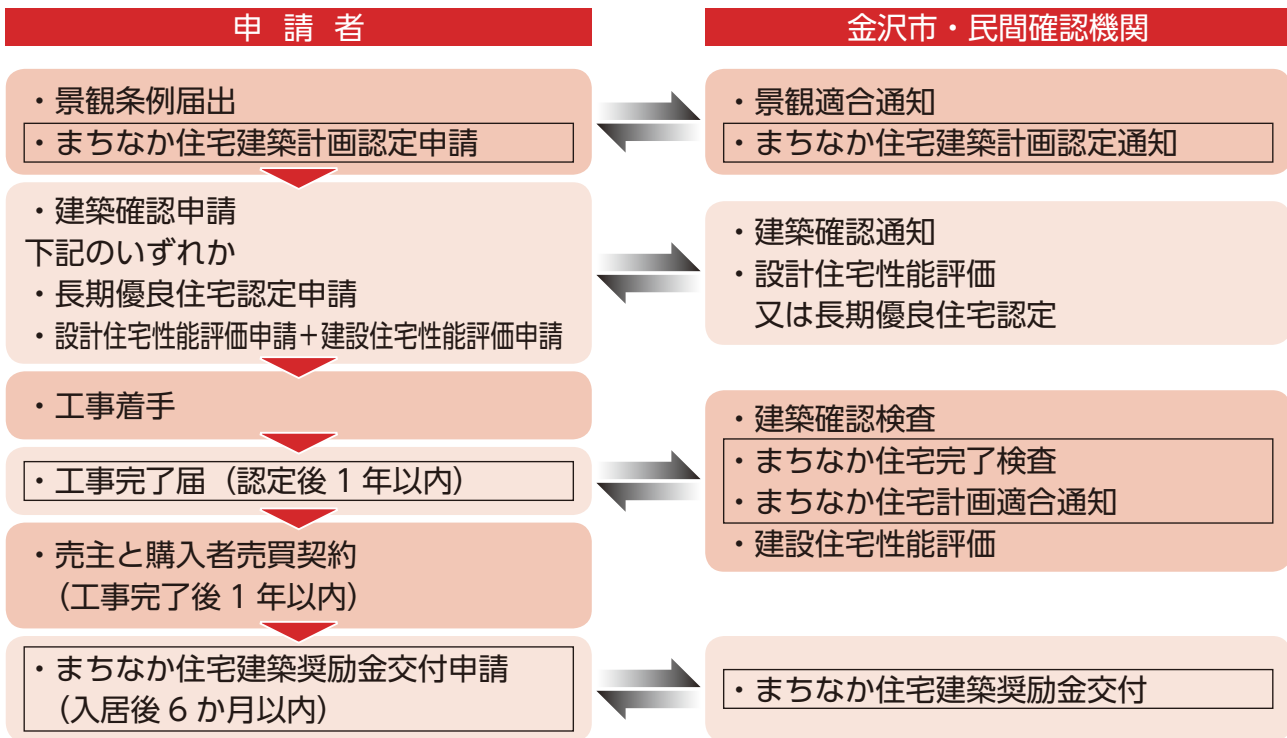 申請者
金沢市・民間確認機関
・景観条例届出
・まちなか住宅建築計画認定申請
・景観適合通知
・まちなか住宅建築計画認定通知
・建築確認申請
下記のいずれか
・長期優良住宅認定申請
・設計住宅性能評価申請＋建設住宅性能評価申請
・建築確認通知
・設計住宅性能評価
又は長期優良住宅認定
・工事着手
・工事完了届（認定後 1 年以内）
・建築確認検査
・まちなか住宅完了検査
・まちなか住宅計画適合通知
・建設住宅性能評価
・売主と購入者売買契約
（工事完了後 1 年以内）
・まちなか住宅建築奨励金交付申請
（入居後 6 か月以内）
・まちなか住宅建築奨励金交付